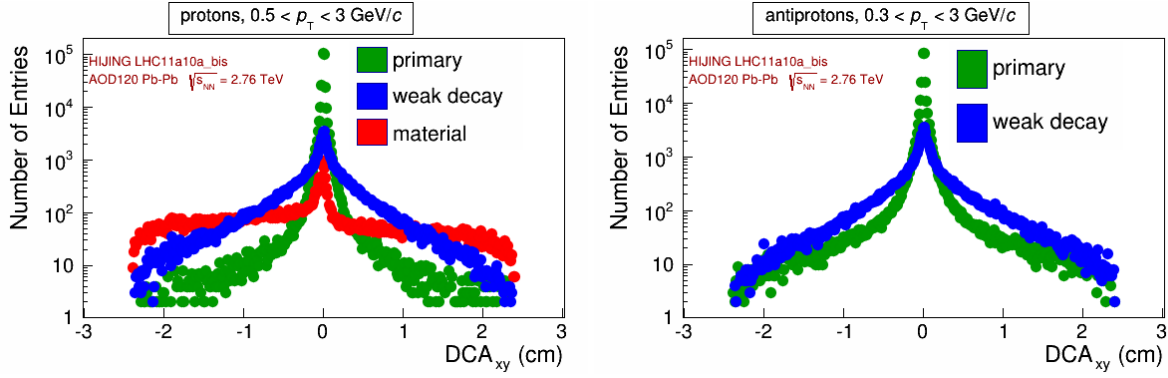 protons, 0.5 < p_T < 3 GeV/c
10^5
10^4
10^3
10^2
10
1
Number of Entries
HIJING LHC11a10a_bis
AOD120 Pb-Pb √s_NN = 2.76 TeV
primary
weak decay
material
-3 -2 -1 0 1 2 3
DCA_xy (cm)
antiprotons, 0.3 < p_T < 3 GeV/c
10^5
10^4
10^3
10^2
10
1
Number of Entries
HIJING LHC11a10a_bis
AOD120 Pb-Pb √s_NN = 2.76 TeV
primary
weak decay
-3 -2 -1 0 1 2 3
DCA_xy (cm)